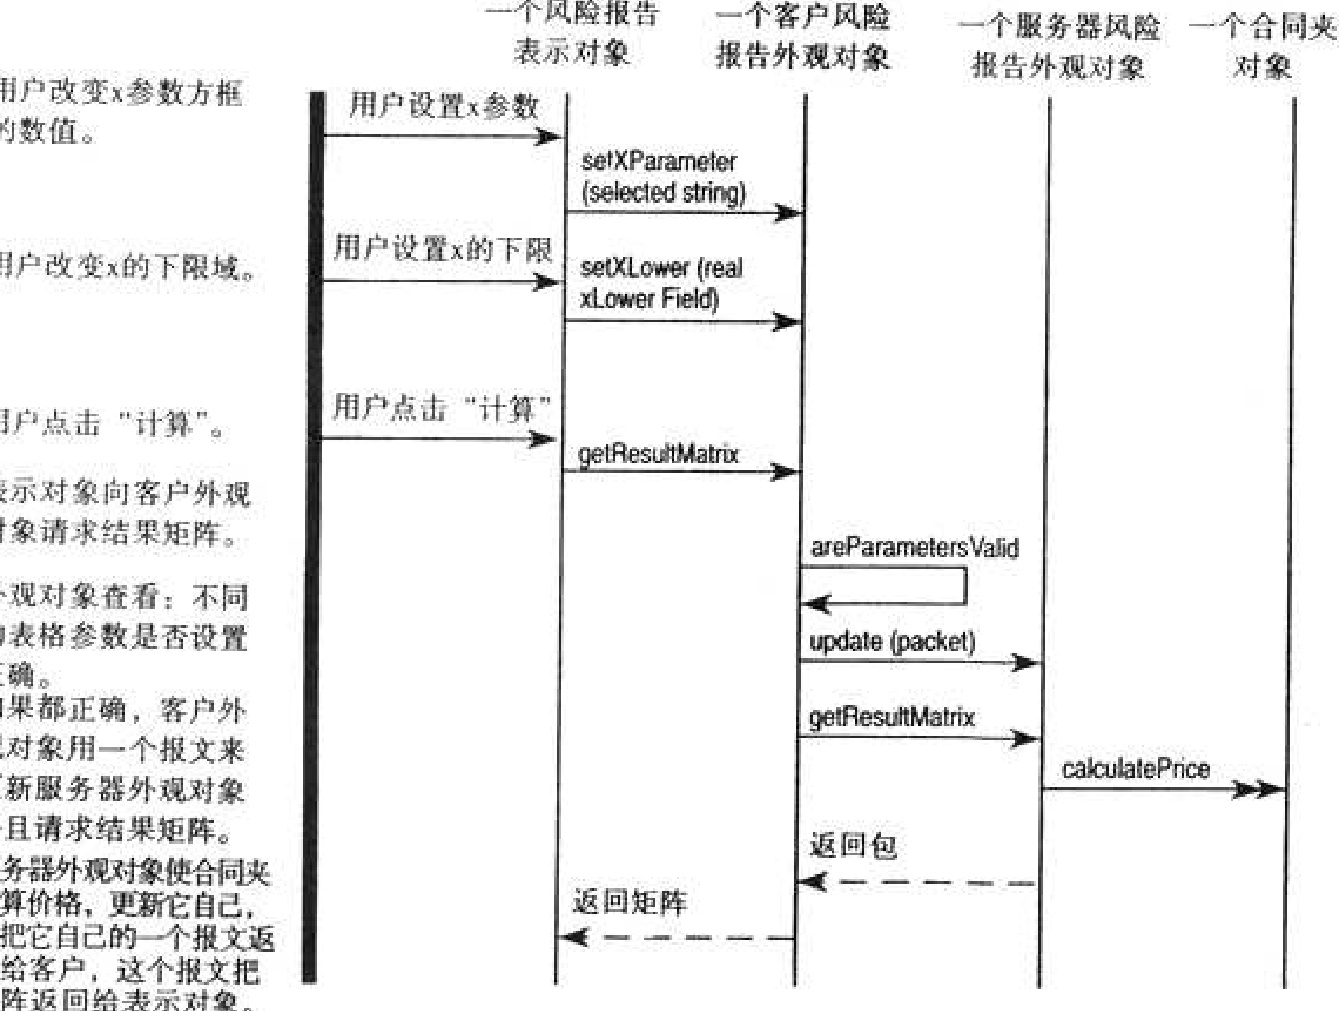 一个风险报告
表示对象
一个客户风险
报告外观对象
一个服务器风险
报告外观对象
一个合同夹
对象
用户改变x参数方框
的数值。
用户设置x参数
setXParameter
(selected string)
用户改变x的下限域。
用户设置x的下限
setXLower (real
xLower Field)
用户点击“计算”。
用户点击“计算”
getResultMatrix
表示对象向客户外观
对象请求结果矩阵。
areParametersValid
外观对象查看：不同
的表格参数是否设置
正确。
update (packet)
如果都正确，客户外
观对象用一个报文来
更新服务器外观对象
并且请求结果矩阵。
getResultMatrix
calculatePrice
务器外观对象使合同夹
算价格，更新它自己，
把它自己的一个报文返
给客户，这个报文把
阵返回给表示对象。
返回包
返回矩阵